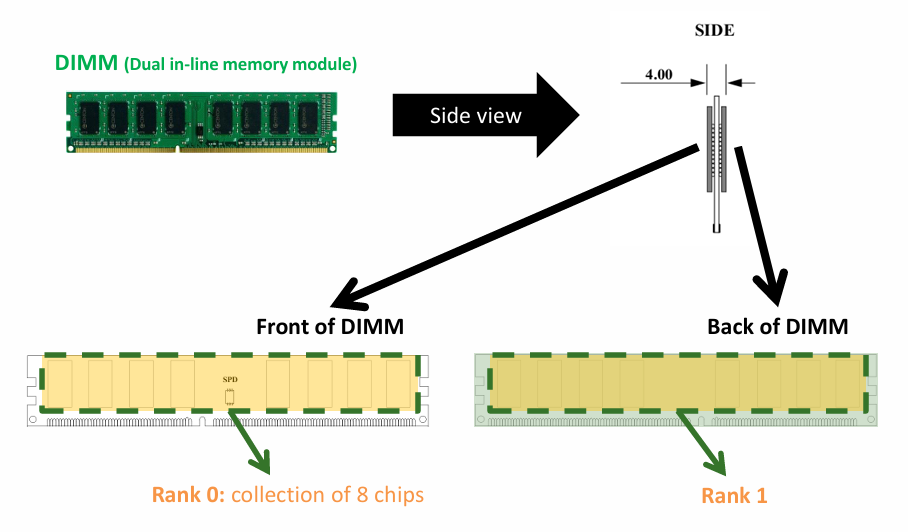 SIDE
DIMM (Dual in-line memory module)
4.00
Side view
Front of DIMM
Back of DIMM
SPD
Rank 0: collection of 8 chips
Rank 1